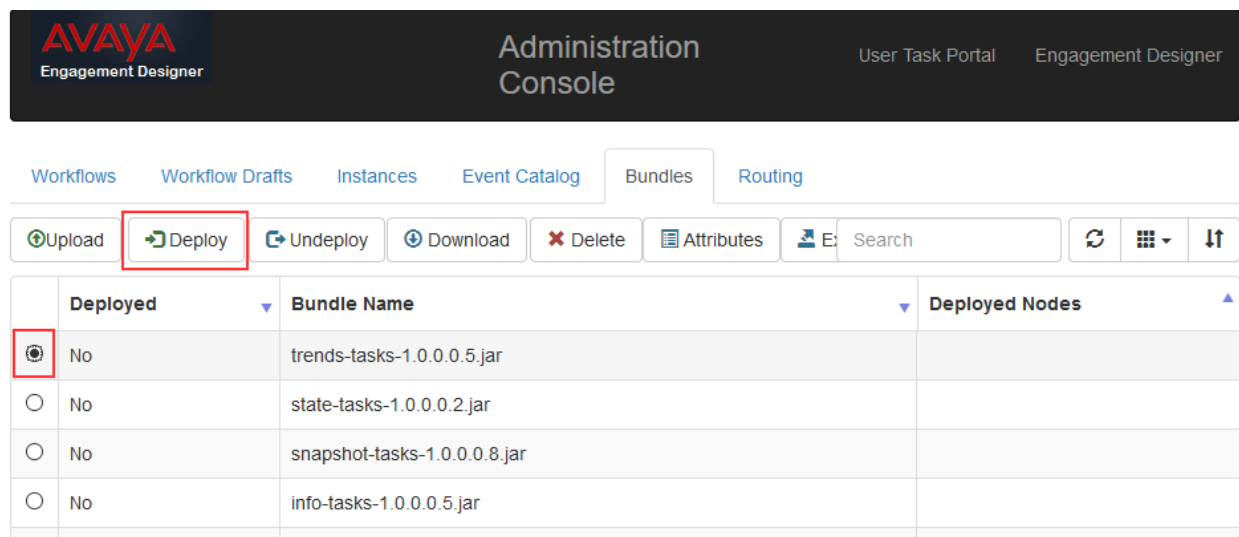 AVAYA
Engagement Designer
Administration
Console
User Task Portal
Engagement Designer
Workflows
Workflow Drafts
Instances
Event Catalog
Bundles
Routing
Upload
Deploy
Undeploy
Download
Delete
Attributes
Search
Deployed
Bundle Name
Deployed Nodes
No
trends-tasks-1.0.0.0.5.jar
No
state-tasks-1.0.0.0.2.jar
No
snapshot-tasks-1.0.0.0.8.jar
No
info-tasks-1.0.0.0.5.jar